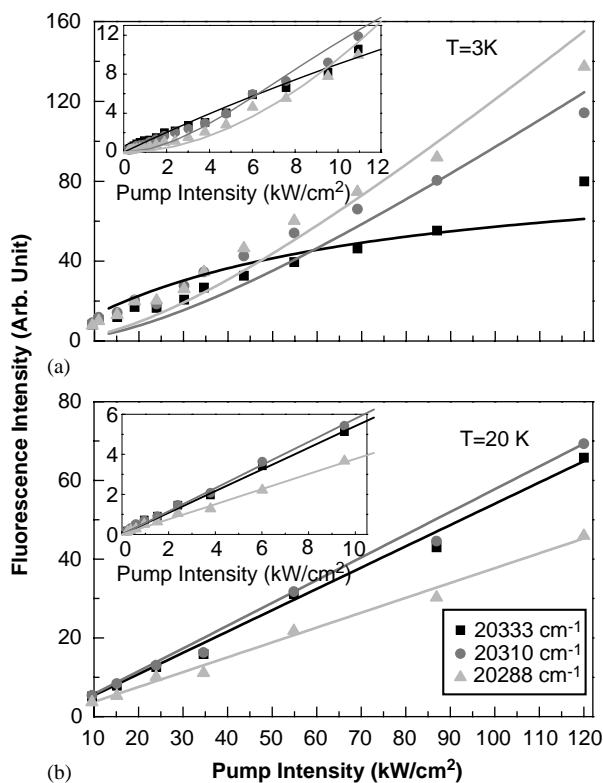 160
120
80
40
0
12
8
4
0
0 2 4 6 8 10 12
Pump Intensity (kW/cm2)
T=3K
(a)
Fluorescence Intensity (Arb. Unit)
80
60
40
20
0
6
4
2
0
0 2 4 6 8 10
Pump Intensity (kW/cm2)
T=20 K
20333 cm-1
20310 cm-1
20288 cm-1
10 20 30 40 50 60 70 80 90 100 110 120
(b)
Pump Intensity (kW/cm2)